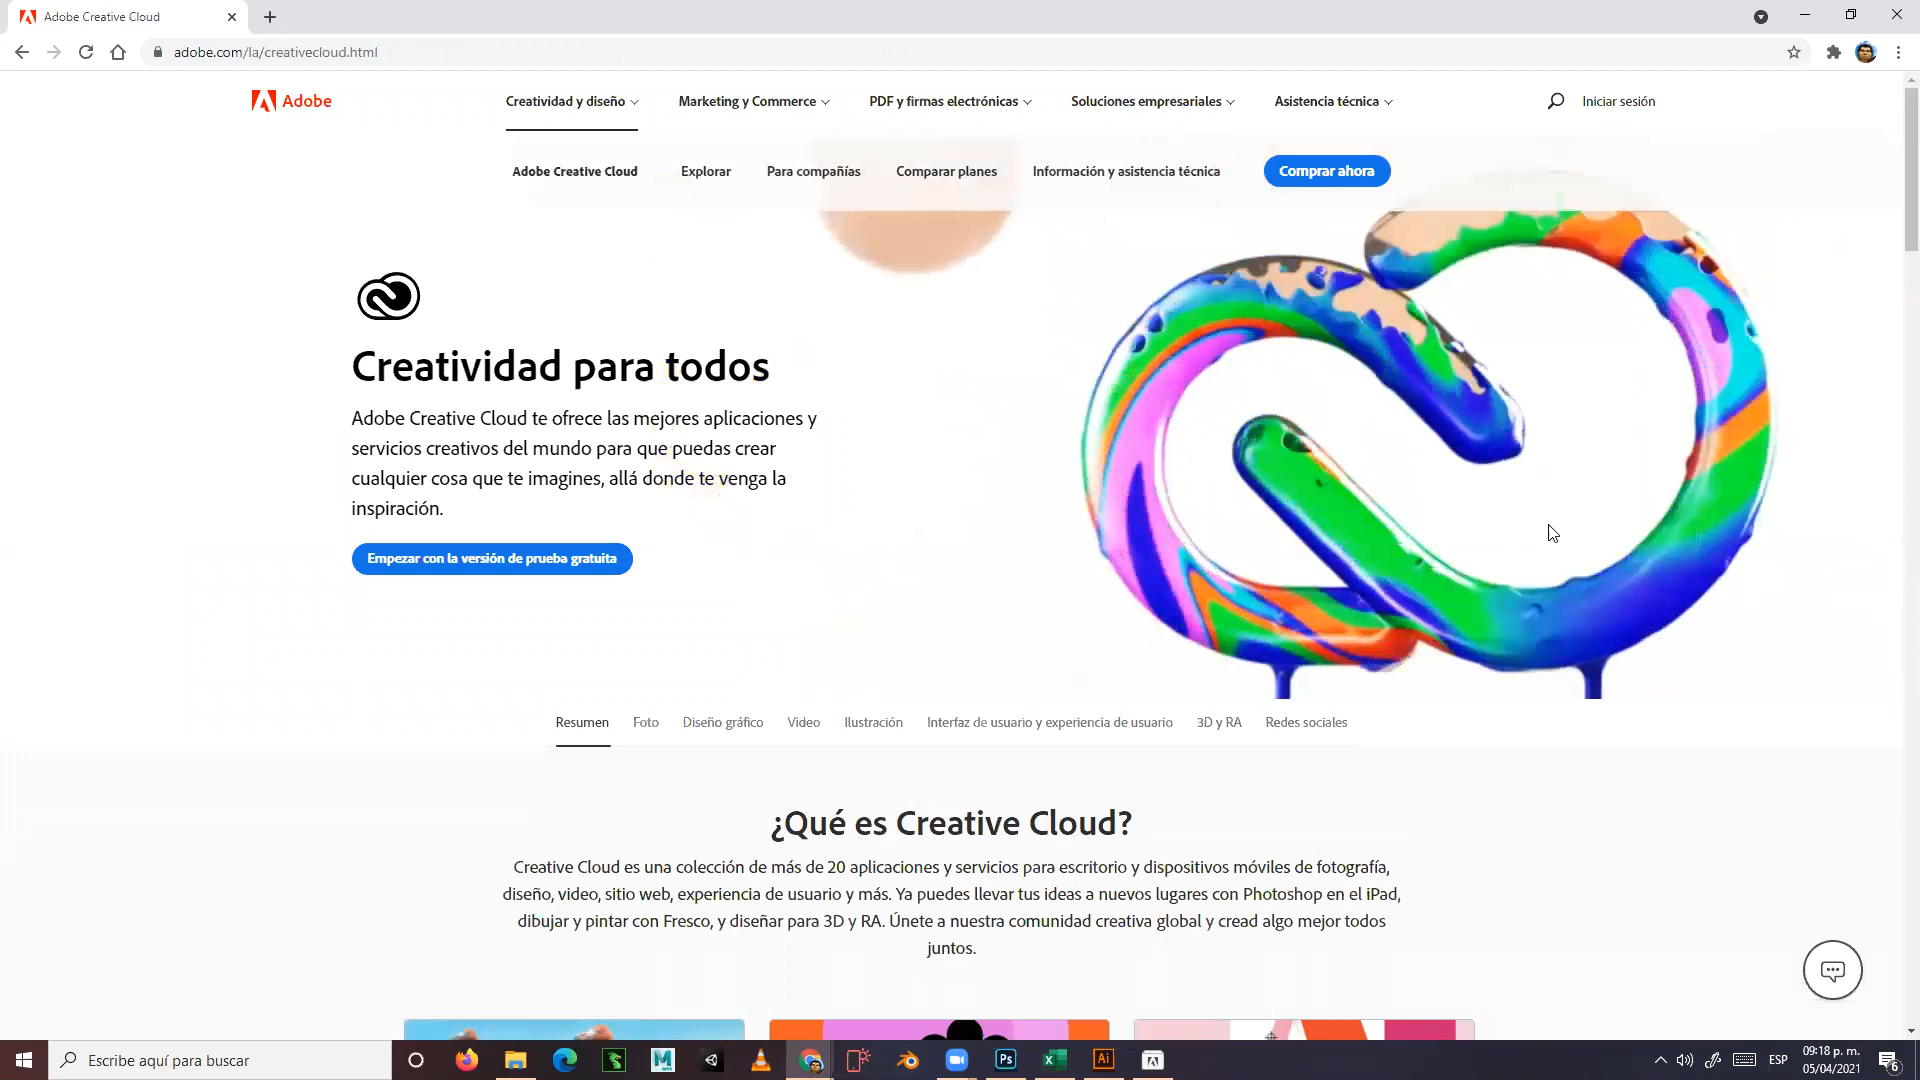 Adobe Creative Cloud
adobe.com/la/creativecloud.html
Adobe
Creatividad y diseño
Marketing y Commerce
PDF y firmas electrónicas
Soluciones empresariales
Asistencia técnica
Iniciar sesión
Adobe Creative Cloud
Explorar
Para compañías
Comparar planes
Información y asistencia técnica
Comprar ahora
Creatividad para todos
Adobe Creative Cloud te ofrece las mejores aplicaciones y
servicios creativos del mundo para que puedas crear
cualquier cosa que te imagines, allá donde te venga la
inspiración.
Empezar con la versión de prueba gratuita
Resumen
Foto
Diseño gráfico
Video
Ilustración
Interfaz de usuario y experiencia de usuario
3D y RA
Redes sociales
¿Qué es Creative Cloud?
Creative Cloud es una colección de más de 20 aplicaciones y servicios para escritorio y dispositivos móviles de fotografía,
diseño, video, sitio web, experiencia de usuario y más. Ya puedes llevar tus ideas a nuevos lugares con Photoshop en el iPad,
dibujar y pintar con Fresco, y diseñar para 3D y RA. Únete a nuestra comunidad creativa global y cread algo mejor todos
juntos.
Escribe aquí para buscar
M
Ps
X
Ai
ESP
09:18 p. m.
05/04/2021
6